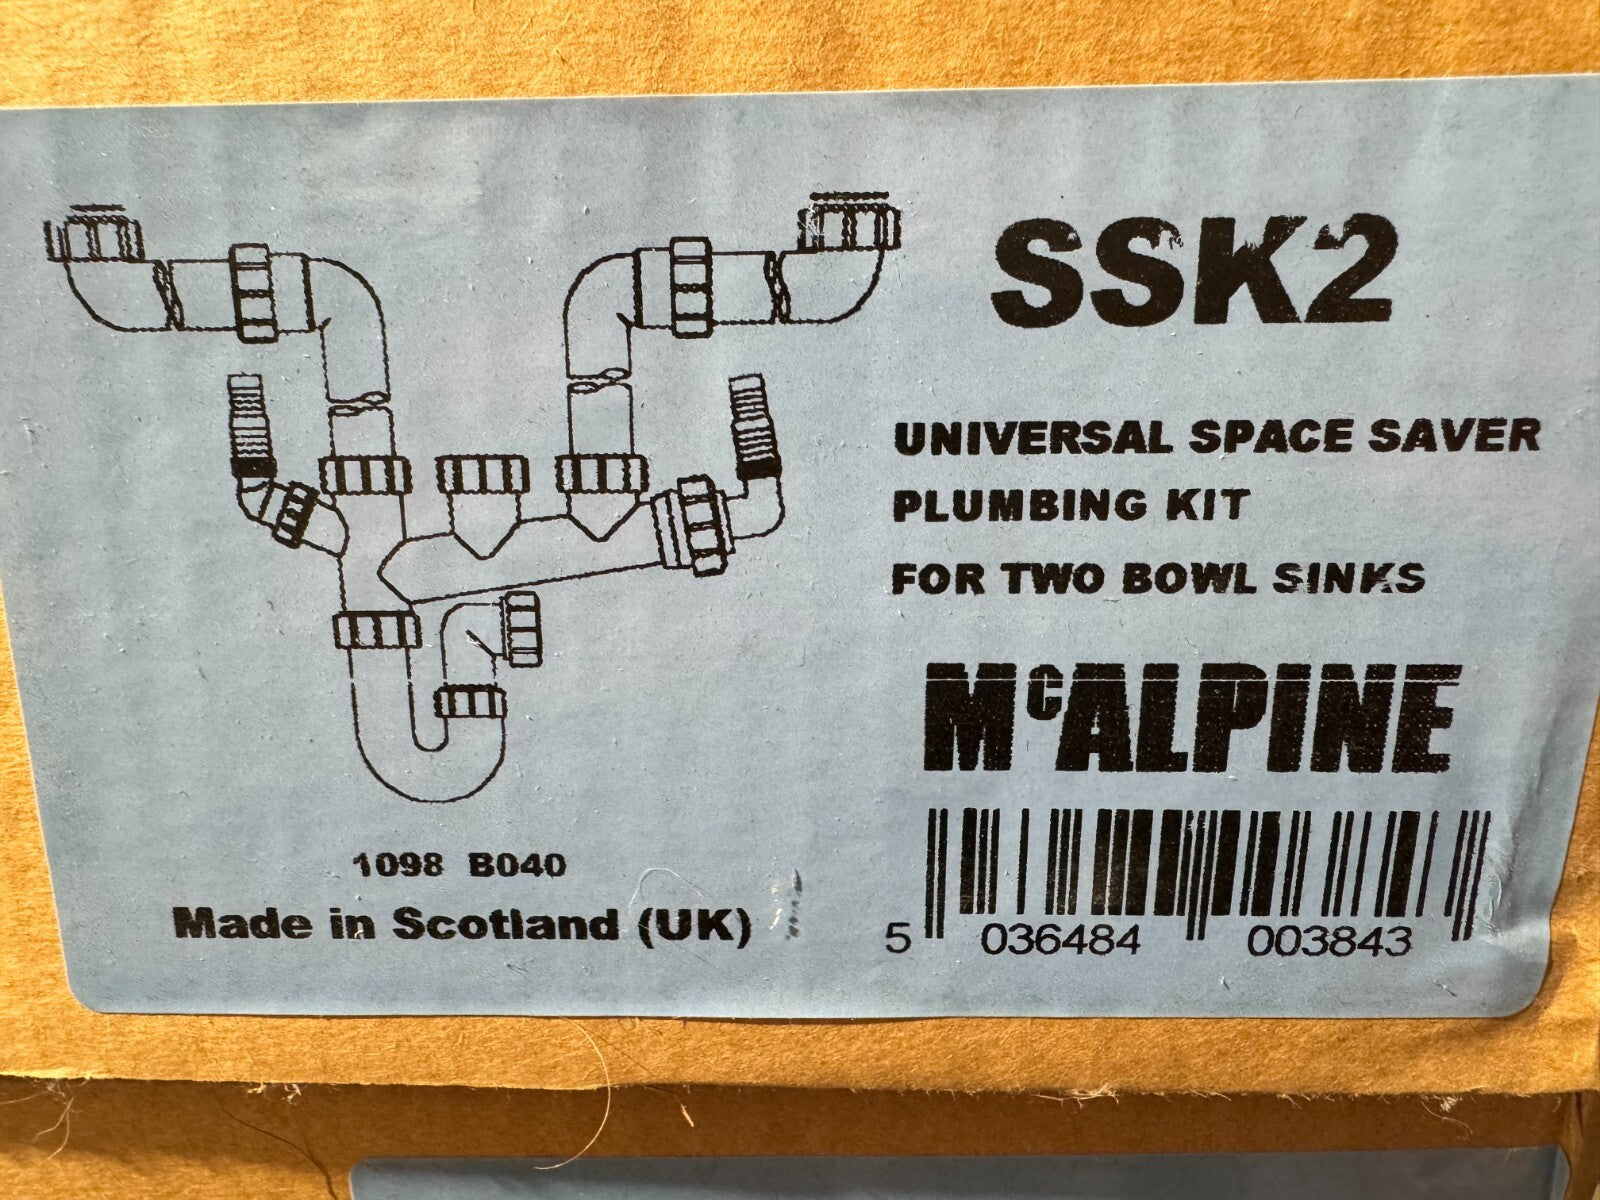 SSK2
UNIVERSAL SPACE SAVER
PLUMBING KIT
FOR TWO BOWL SINKS
McALPINE
1098 B040
Made in Scotland (UK)
5 036484 003843